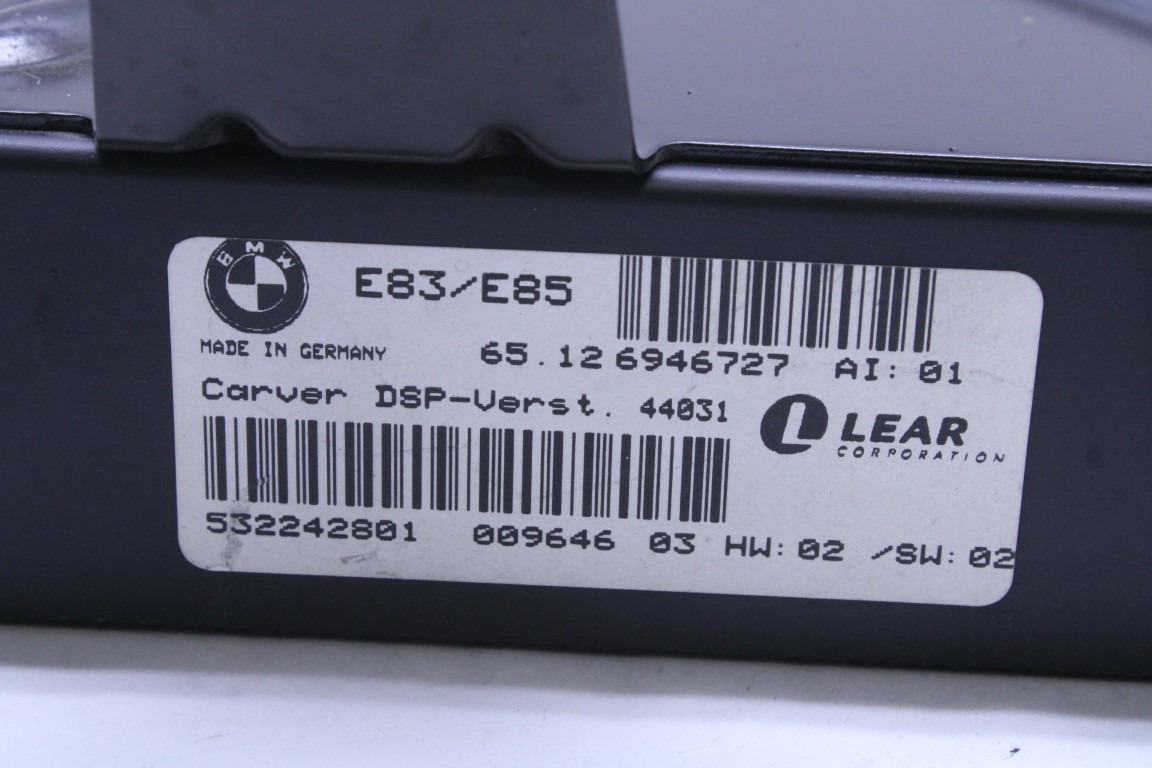 BMW
E83/E85
MADE IN GERMANY
65.12 6946727 AI: 01
Carver DSP-Verst. 44031
LEAR
CORPORATION
532242801 009646 03 HW: 02 /SW: 02